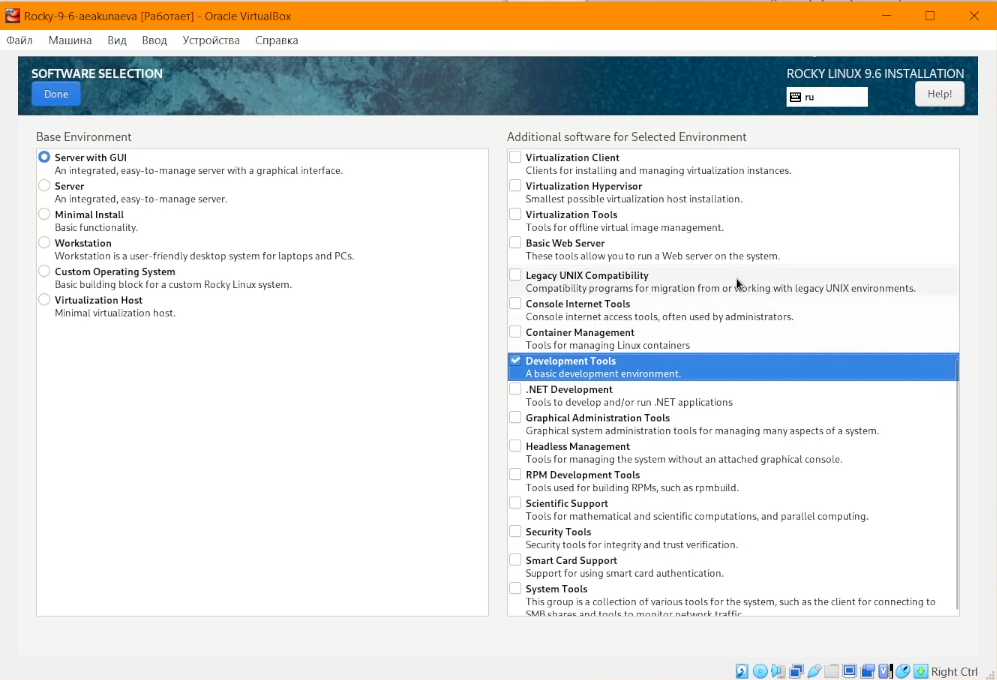 Rocky-9-6-aeakunaeva [Работает] - Oracle VirtualBox
Файл Машина Вид Ввод Устройства Справка
SOFTWARE SELECTION
ROCKY LINUX 9.6 INSTALLATION
Done
ru
Help!
Base Environment
Server with GUI
An integrated, easy-to-manage server with a graphical interface.
Server
An integrated, easy-to-manage server.
Minimal Install
Basic functionality.
Workstation
Workstation is a user-friendly desktop system for laptops and PCs.
Custom Operating System
Basic building block for a custom Rocky Linux system.
Virtualization Host
Minimal virtualization host.
Additional software for Selected Environment
Virtualization Client
Clients for installing and managing virtualization instances.
Virtualization Hypervisor
Smallest possible virtualization host installation.
Virtualization Tools
Tools for offline virtual image management.
Basic Web Server
These tools allow you to run a Web server on the system.
Legacy UNIX Compatibility
Compatibility programs for migration from or working with legacy UNIX environments.
Console Internet Tools
Console internet access tools, often used by administrators.
Container Management
Tools for managing Linux containers
Development Tools
A basic development environment.
.NET Development
Tools to develop and/or run .NET applications
Graphical Administration Tools
Graphical system administration tools for managing many aspects of a system.
Headless Management
Tools for managing the system without an attached graphical console.
RPM Development Tools
Tools used for building RPMs, such as rpmbuild.
Scientific Support
Tools for mathematical and scientific computations, and parallel computing.
Security Tools
Security tools for integrity and trust verification.
Smart Card Support
Support for using smart card authentication.
System Tools
This group is a collection of various tools for the system, such as the client for connecting to
SMB shares and tools to monitor network traffic.
Right Ctrl